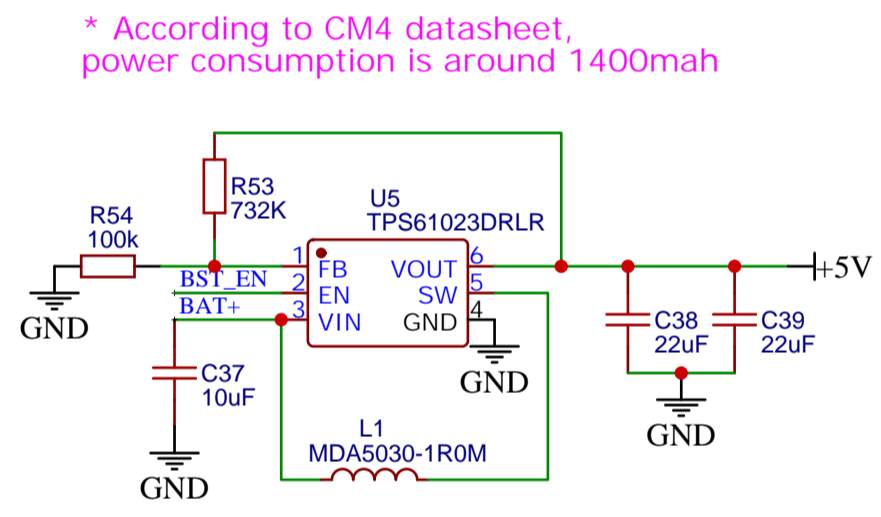 * According to CM4 datasheet,
power consumption is around 1400mah
R53
732K
R54
100k
U5
TPS61023DRLR
1
FB
VOUT
6
BST_EN
2
EN
SW
5
BAT+
3
VIN
GND
4
+5V
GND
C38
22uF
C39
22uF
C37
10uF
GND
GND
L1
MDA5030-1R0M
GND